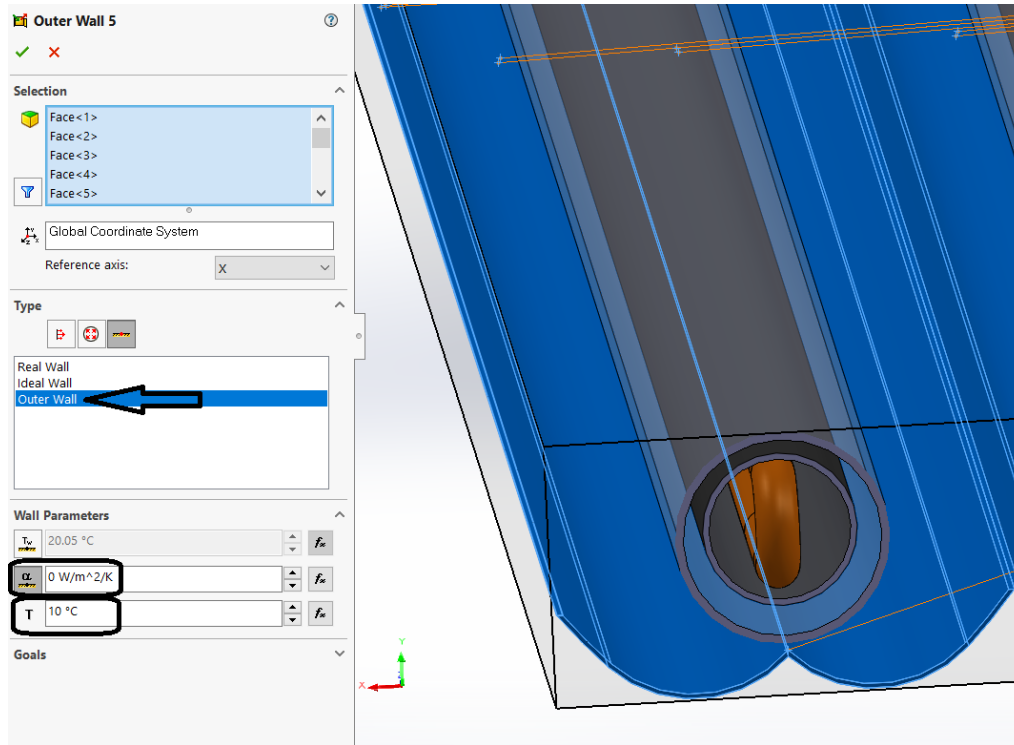 Outer Wall 5
Selection
Face<1>
Face<2>
Face<3>
Face<4>
Face<5>
Global Coordinate System
Reference axis:
X
Type
Real Wall
Ideal Wall
Outer Wall
Wall Parameters
Tw 20.05 °C
α 0 W/m^2/K
T 10 °C
Goals
Y
X